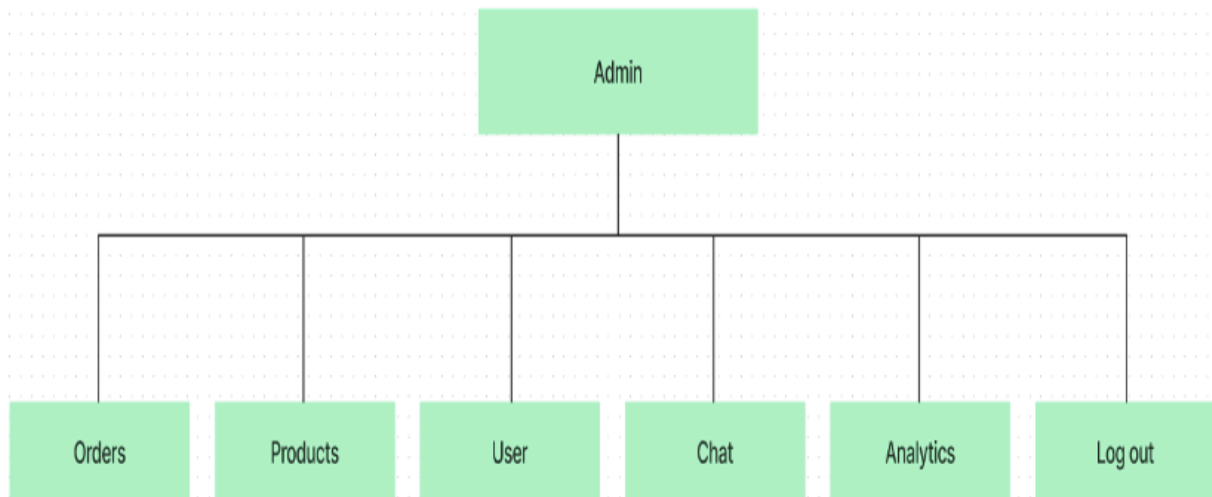 Admin
Orders
Products
User
Chat
Analytics
Log out